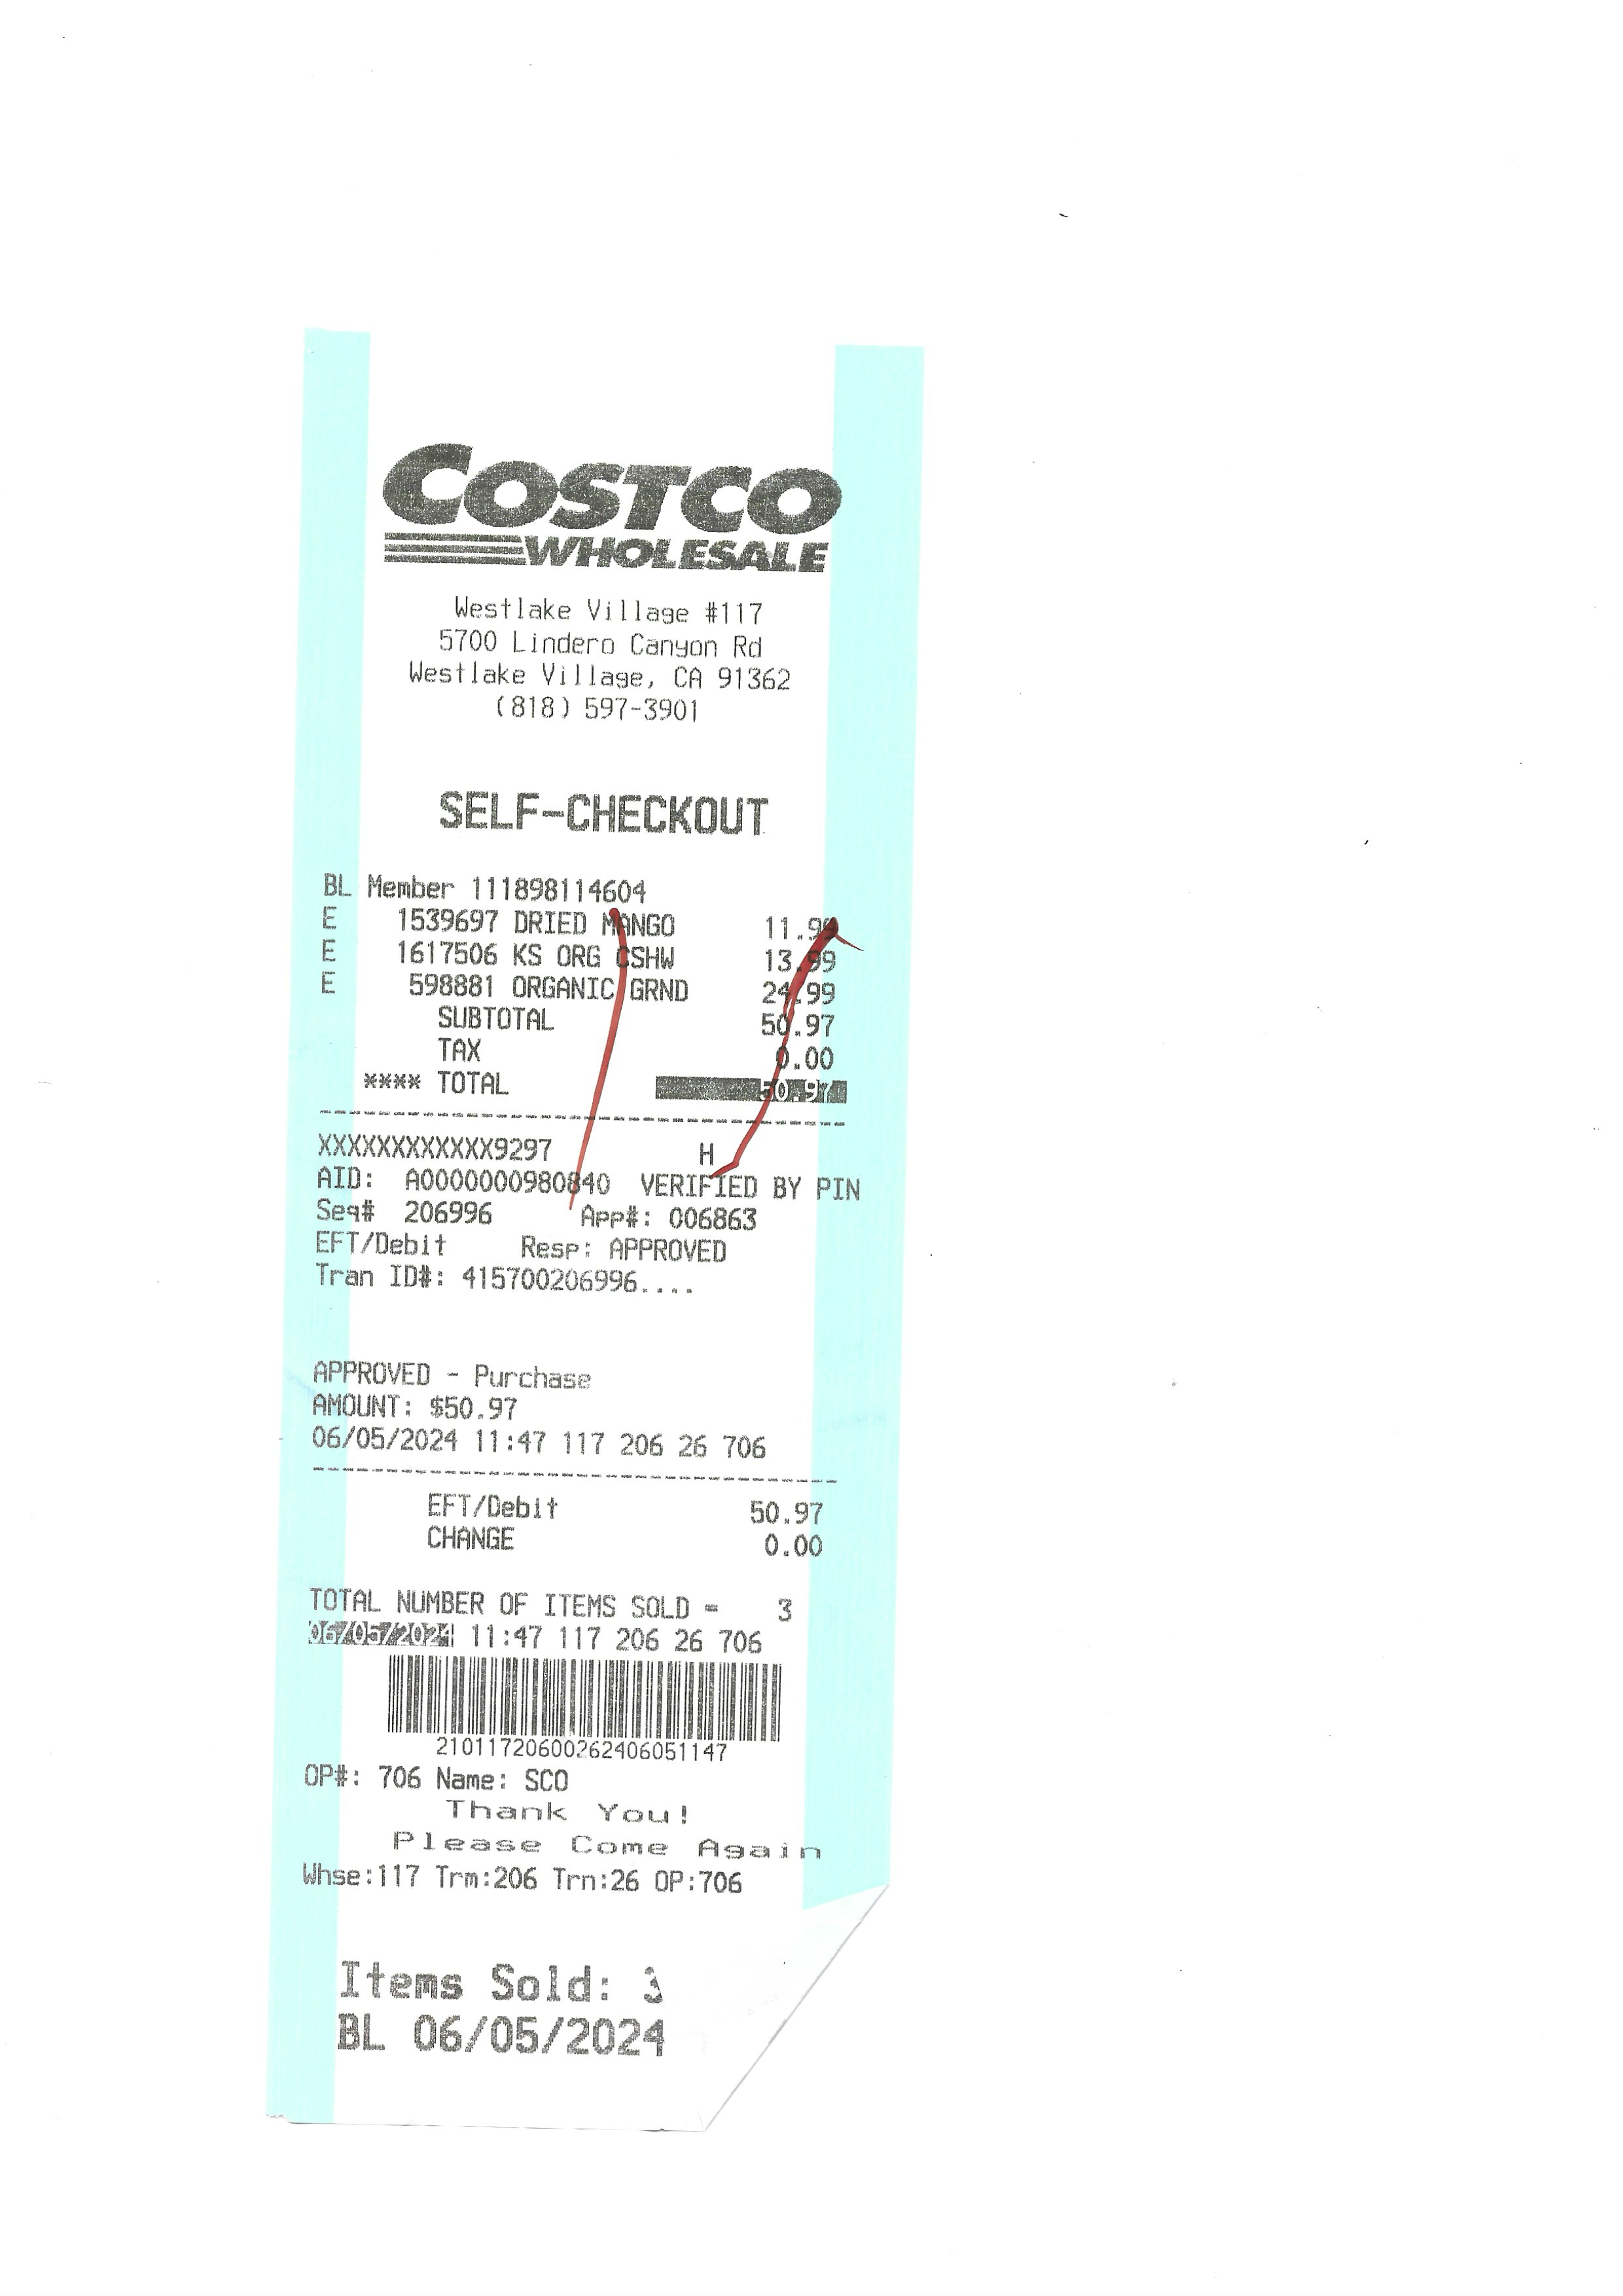 COSTCO
WHOLESALE
Westlake Village #117
5700 Lindero Canyon Rd
Westlake Village, CA 91362
(818) 597-3901
SELF-CHECKOUT
BL Member 111898114604
E 1539697 DRIED MANGO 11.99
E 1617506 KS ORG CSHW 13.99
E 598881 ORGANIC GRND 24.99
SUBTOTAL 50.97
TAX 0.00
**** TOTAL 50.97
XXXXXXXXXXXX9297 H
AID: A0000000980840 VERIFIED BY PIN
Seq# 206996 App#: 006863
EFT/Debit Resp: APPROVED
Tran ID#: 415700206996....
APPROVED - Purchase
AMOUNT: $50.97
06/05/2024 11:47 117 206 26 706
EFT/Debit 50.97
CHANGE 0.00
TOTAL NUMBER OF ITEMS SOLD = 3
06/05/2024 11:47 117 206 26 706
21011720600262406051147
OP#: 706 Name: SCO
Thank You!
Please Come Again
Whse:117 Trm:206 Trn:26 OP:706
Items Sold: 3
BL 06/05/2024